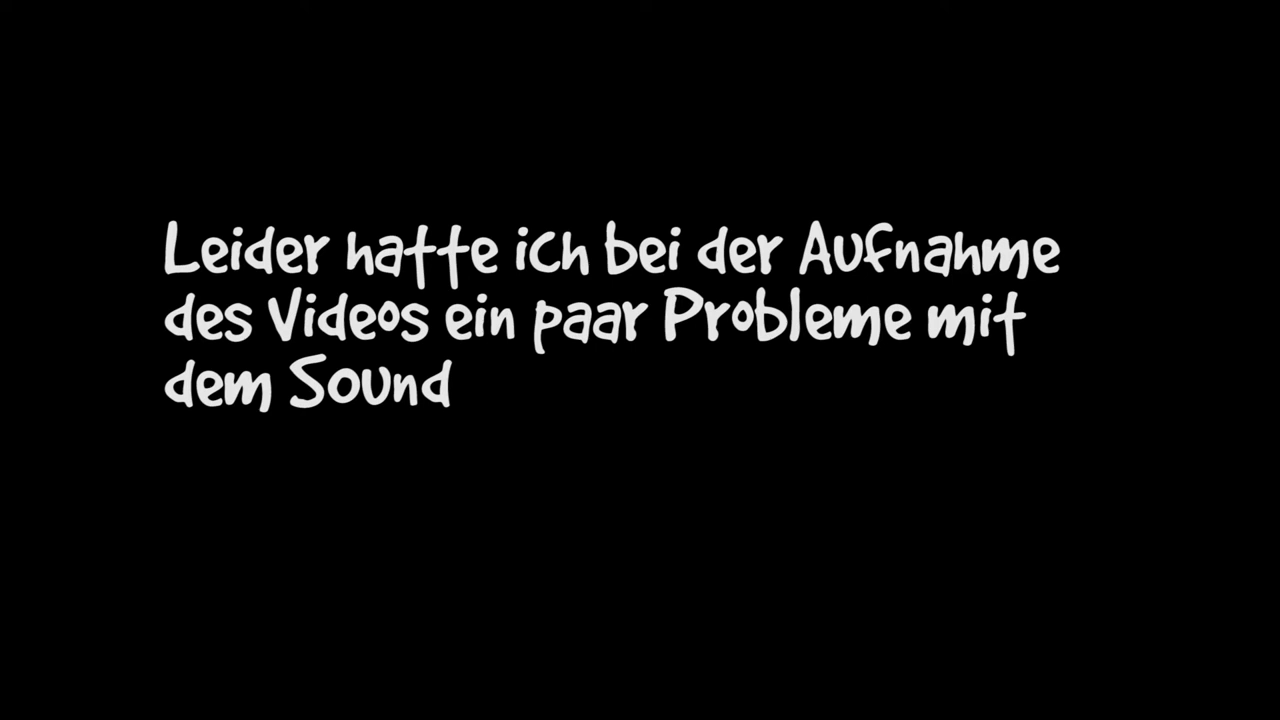 Leider hatte ich bei der Aufnahme
des Videos ein paar Probleme mit
dem Sound